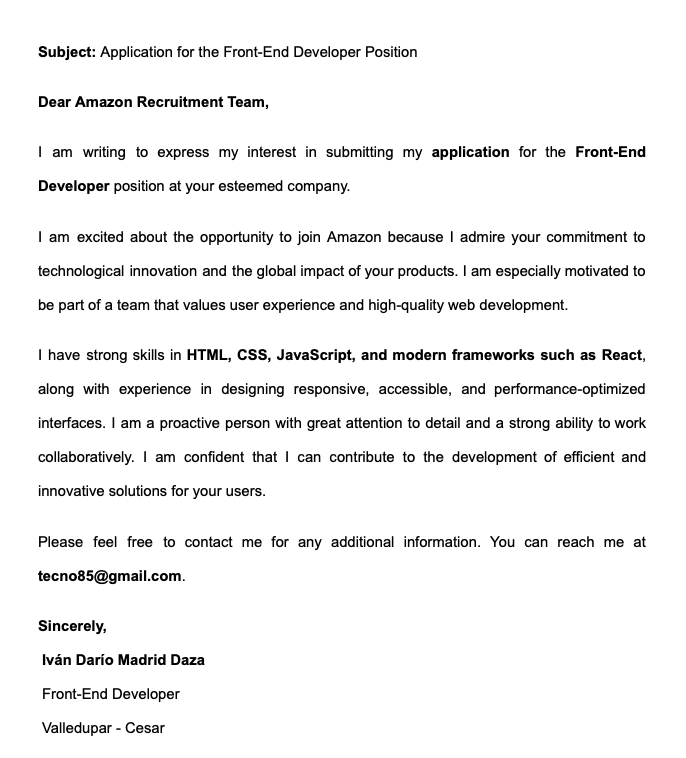 Subject: Application for the Front-End Developer Position
Dear Amazon Recruitment Team,
I am writing to express my interest in submitting my application for the Front-End
Developer position at your esteemed company.
I am excited about the opportunity to join Amazon because I admire your commitment to
technological innovation and the global impact of your products. I am especially motivated to
be part of a team that values user experience and high-quality web development.
I have strong skills in HTML, CSS, JavaScript, and modern frameworks such as React,
along with experience in designing responsive, accessible, and performance-optimized
interfaces. I am a proactive person with great attention to detail and a strong ability to work
collaboratively. I am confident that I can contribute to the development of efficient and
innovative solutions for your users.
Please feel free to contact me for any additional information. You can reach me at
tecno85@gmail.com.
Sincerely,
Iván Darío Madrid Daza
Front-End Developer
Valledupar - Cesar